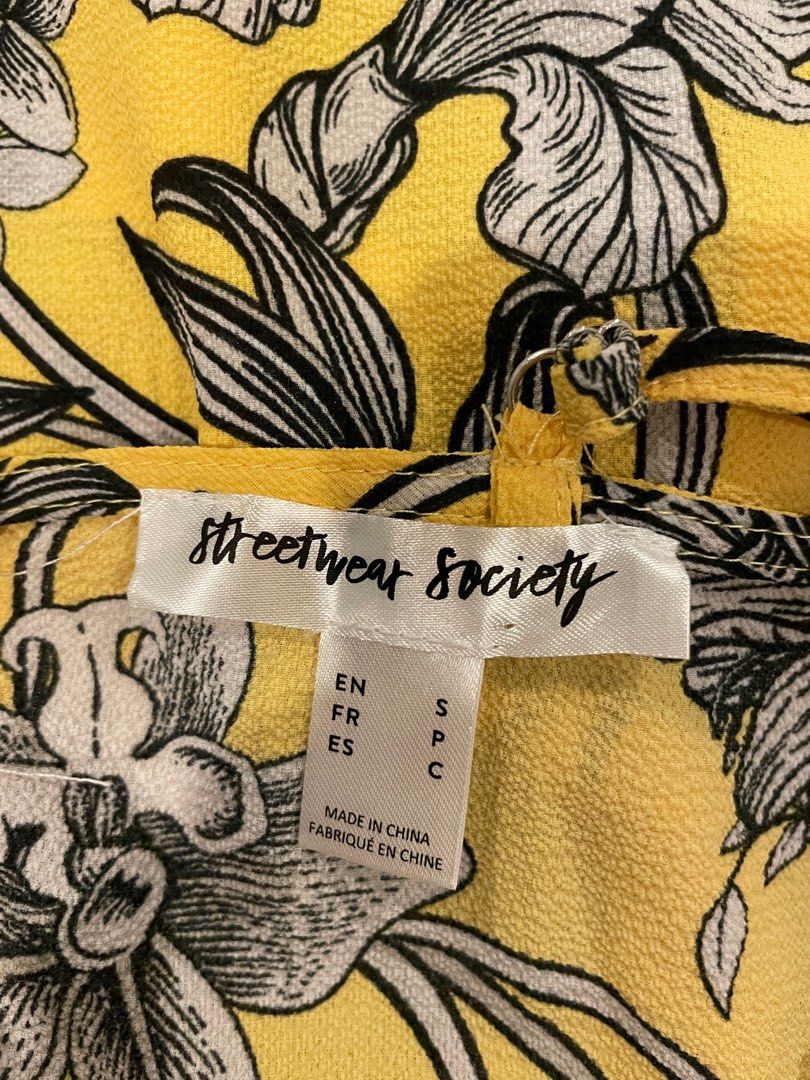 streetwear society
EN S
FR P
ES C
MADE IN CHINA
FABRIQUÉ EN CHINE